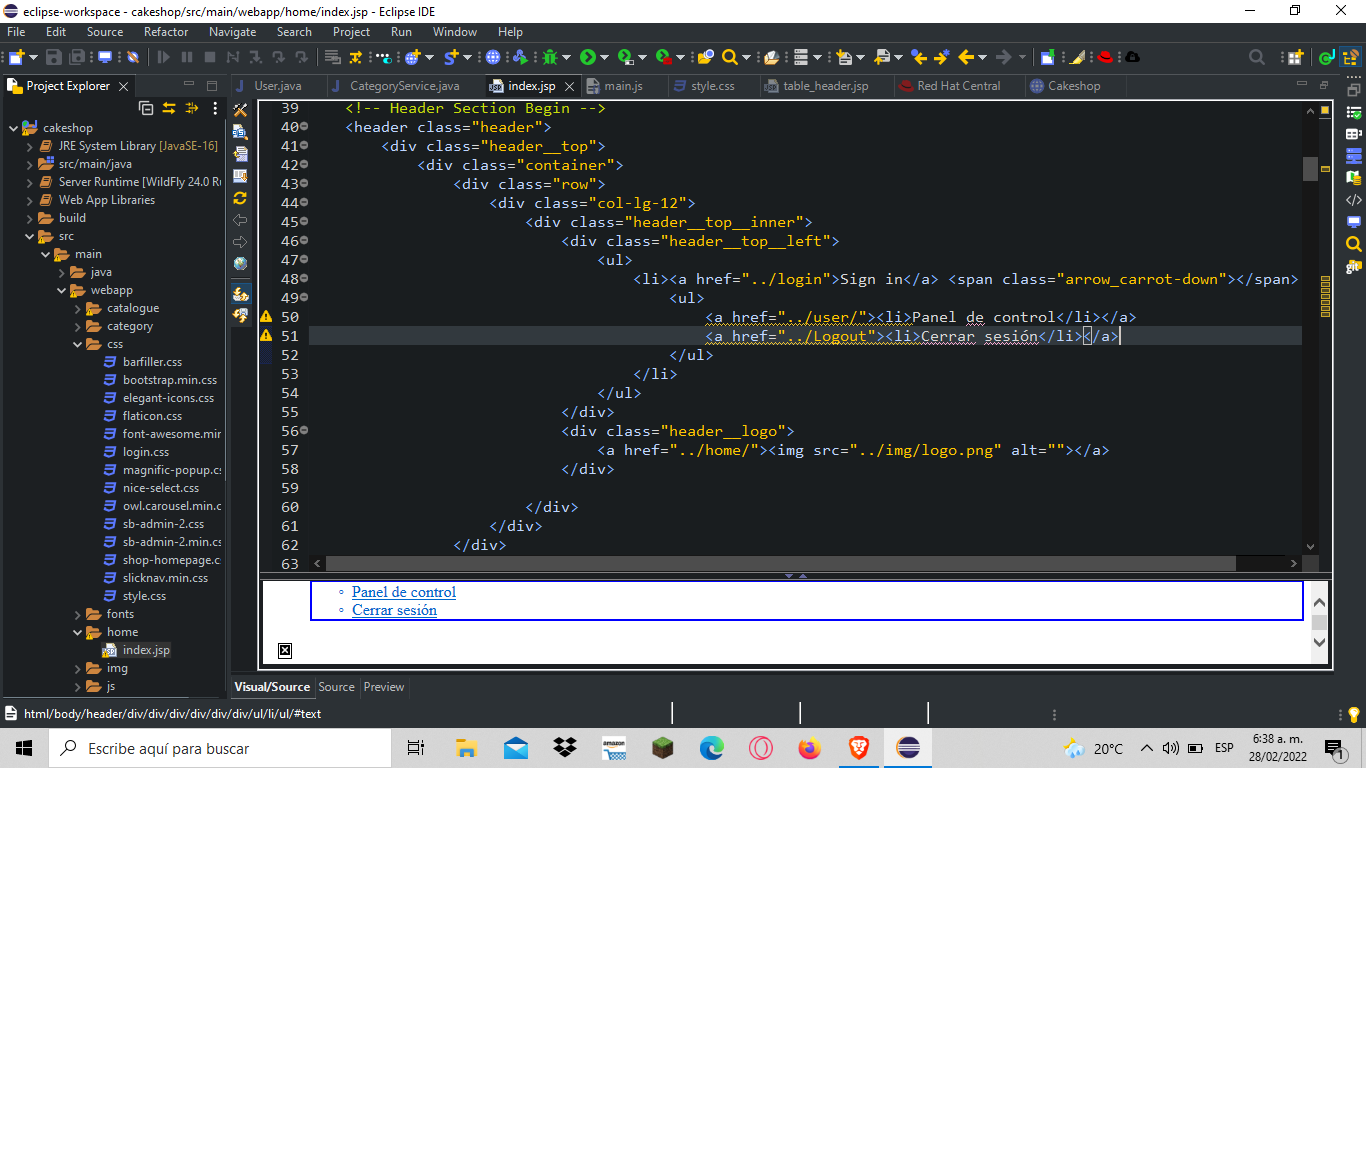 eclipse-workspace - cakeshop/src/main/webapp/home/index.jsp - Eclipse IDE
File Edit Source Refactor Navigate Search Project Run Window Help
Project Explorer
User.java CategoryService.java index.jsp main.js style.css table_header.jsp Red Hat Central Cakeshop
cakeshop
JRE System Library [JavaSE-16]
src/main/java
Server Runtime [WildFly 24.0 Ru
Web App Libraries
build
src
main
java
webapp
catalogue
category
css
barfiller.css
bootstrap.min.css
elegant-icons.css
flaticon.css
font-awesome.min
login.css
magnific-popup.cs
nice-select.css
owl.carousel.min.c
sb-admin-2.css
sb-admin-2.min.cs
shop-homepage.cs
slicknav.min.css
style.css
fonts
home
index.jsp
img
js
39 <!-- Header Section Begin -->
40 <header class="header">
41 <div class="header__top">
42 <div class="container">
43 <div class="row">
44 <div class="col-lg-12">
45 <div class="header__top__inner">
46 <div class="header__top__left">
47 <ul>
48 <li><a href="../login">Sign in</a> <span class="arrow_carrot-down"></span>
49 <ul>
50 <a href="../user/"><li>Panel de control</li></a>
51 <a href="../Logout"><li>Cerrar sesión</li></a>
52 </ul>
53 </li>
54 </ul>
55 </div>
56 <div class="header__logo">
57 <a href="../home/"><img src="../img/logo.png" alt=""></a>
58 </div>
59
60 </div>
61 </div>
62 </div>
63
Panel de control
Cerrar sesión
Visual/Source Source Preview
html/body/header/div/div/div/div/div/div/ul/li/ul/#text
Escribe aquí para buscar
amazon
20°C
ESP
6:38 a. m.
28/02/2022
1